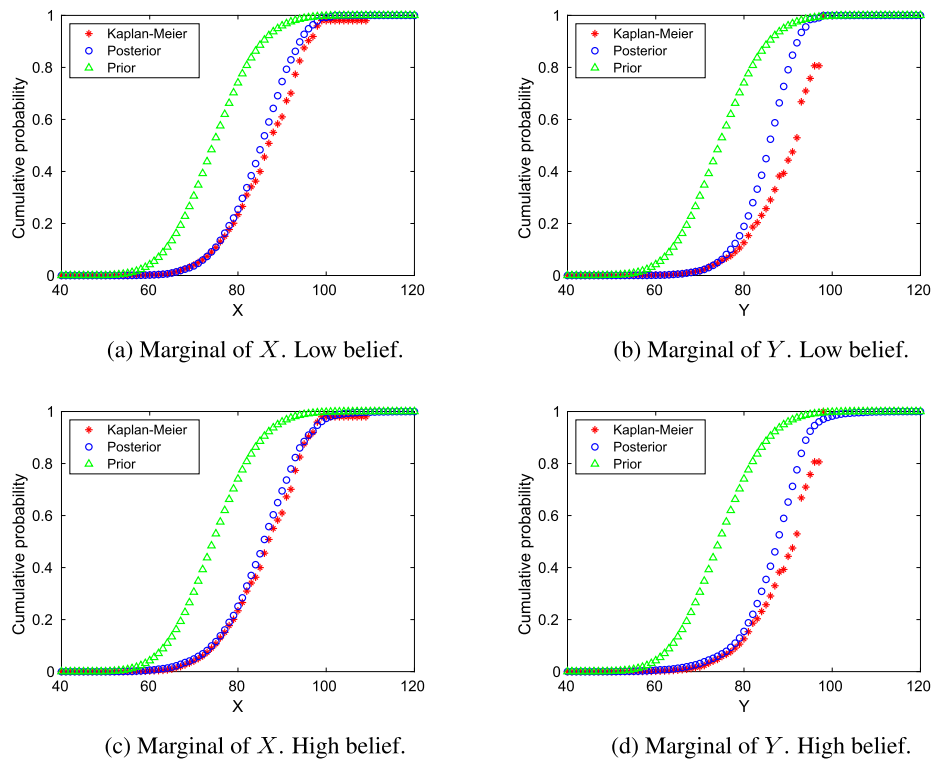 Kaplan-Meier
Posterior
Prior
Cumulative probability
1
0.8
0.6
0.4
0.2
0
40 60 80 100 120
X
(a) Marginal of X. Low belief.
Kaplan-Meier
Posterior
Prior
Cumulative probability
1
0.8
0.6
0.4
0.2
0
40 60 80 100 120
Y
(b) Marginal of Y. Low belief.
Kaplan-Meier
Posterior
Prior
Cumulative probability
1
0.8
0.6
0.4
0.2
0
40 60 80 100 120
X
(c) Marginal of X. High belief.
Kaplan-Meier
Posterior
Prior
Cumulative probability
1
0.8
0.6
0.4
0.2
0
40 60 80 100 120
Y
(d) Marginal of Y. High belief.